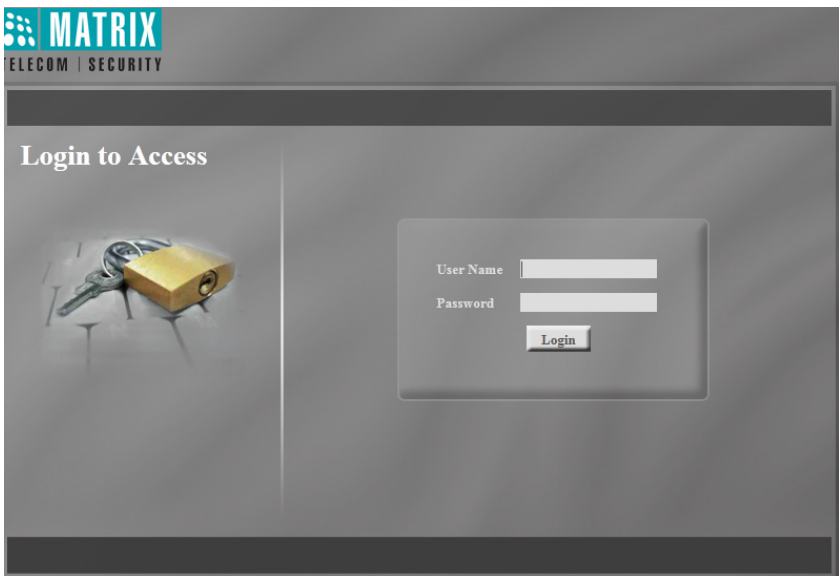 MATRIX
TELECOM | SECURITY
Login to Access
User Name
Password
Login